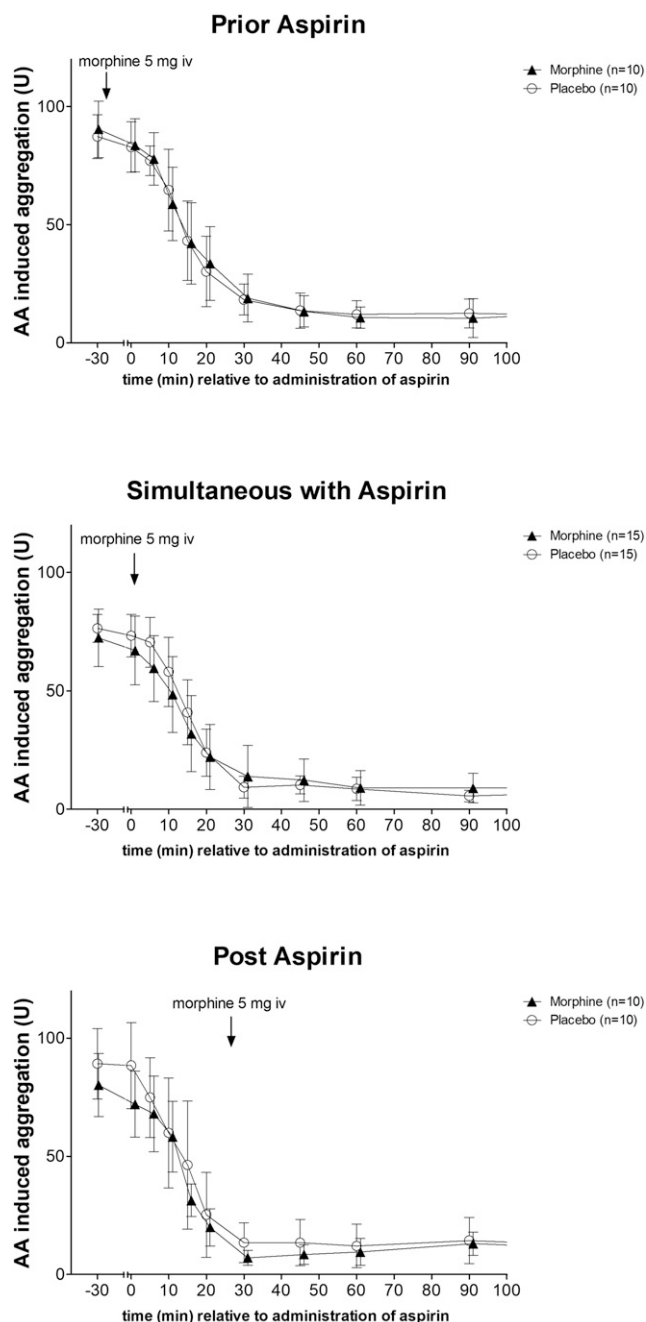 Prior Aspirin
morphine 5 mg iv
Morphine (n=10)
Placebo (n=10)
AA induced aggregation (U)
100
50
0
-30 0 10 20 30 40 50 60 70 80 90 100
time (min) relative to administration of aspirin
Simultaneous with Aspirin
morphine 5 mg iv
Morphine (n=15)
Placebo (n=15)
AA induced aggregation (U)
100
50
0
-30 0 10 20 30 40 50 60 70 80 90 100
time (min) relative to administration of aspirin
Post Aspirin
morphine 5 mg iv
Morphine (n=10)
Placebo (n=10)
AA induced aggregation (U)
100
50
0
-30 0 10 20 30 40 50 60 70 80 90 100
time (min) relative to administration of aspirin